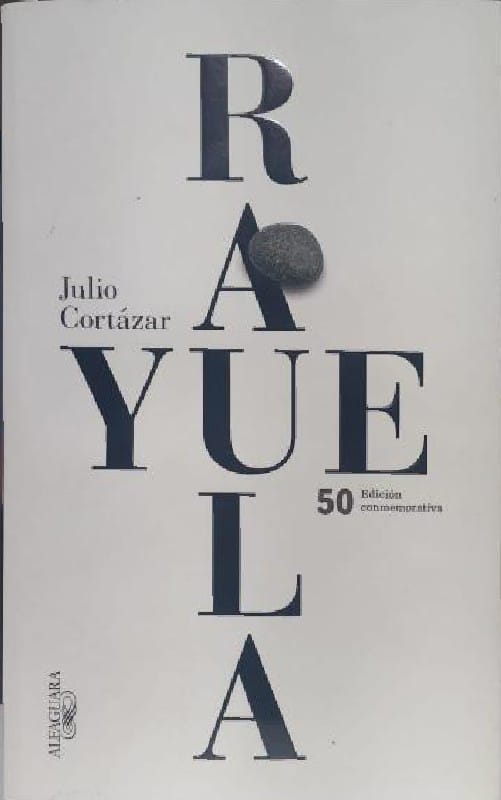 R
A
Julio
Cortázar
YUE
50 Edición
conmemorativa
L
A
ALFAGUARA